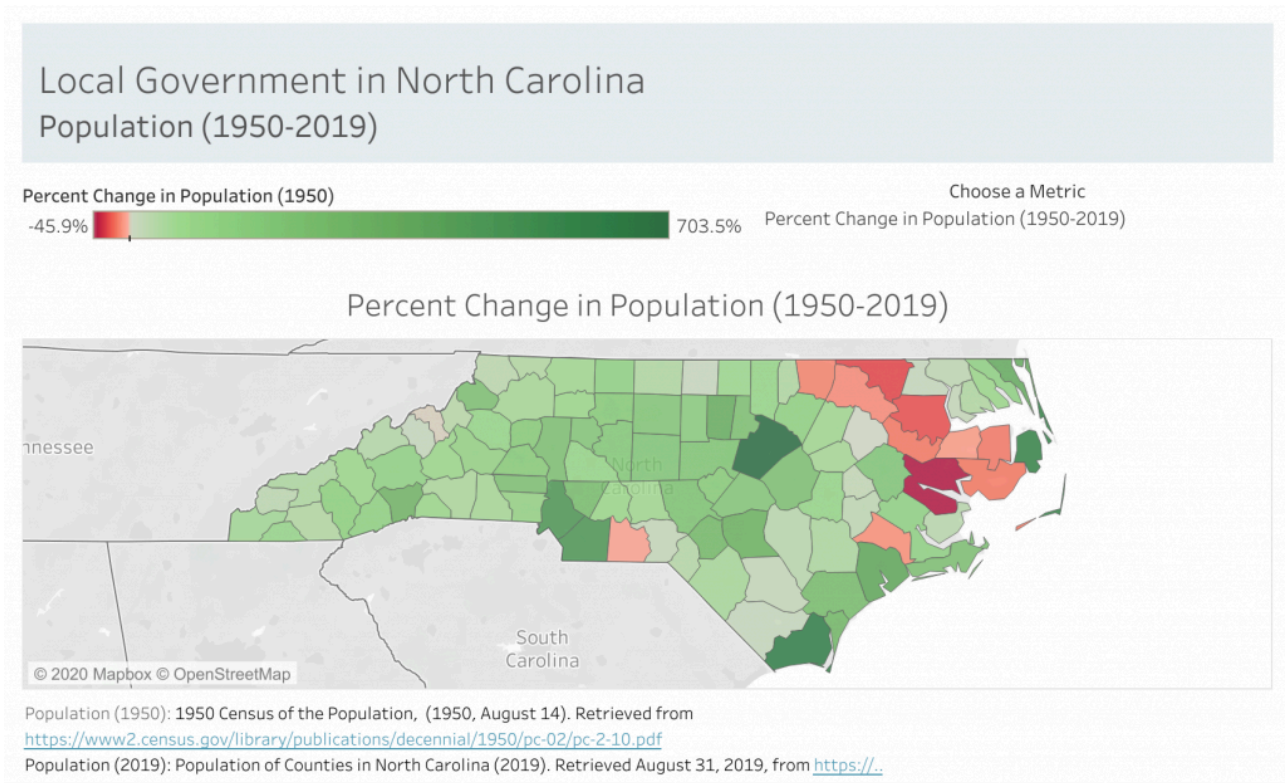 Local Government in North Carolina
Population (1950-2019)
Percent Change in Population (1950)
-45.9%
703.5%
Choose a Metric
Percent Change in Population (1950-2019)
Percent Change in Population (1950-2019)
nnessee
North
Carolina
South
Carolina
© 2020 Mapbox © OpenStreetMap
Population (1950): 1950 Census of the Population, (1950, August 14). Retrieved from
https://www2.census.gov/library/publications/decennial/1950/pc-02/pc-2-10.pdf
Population (2019): Population of Counties in North Carolina (2019). Retrieved August 31, 2019, from https://..